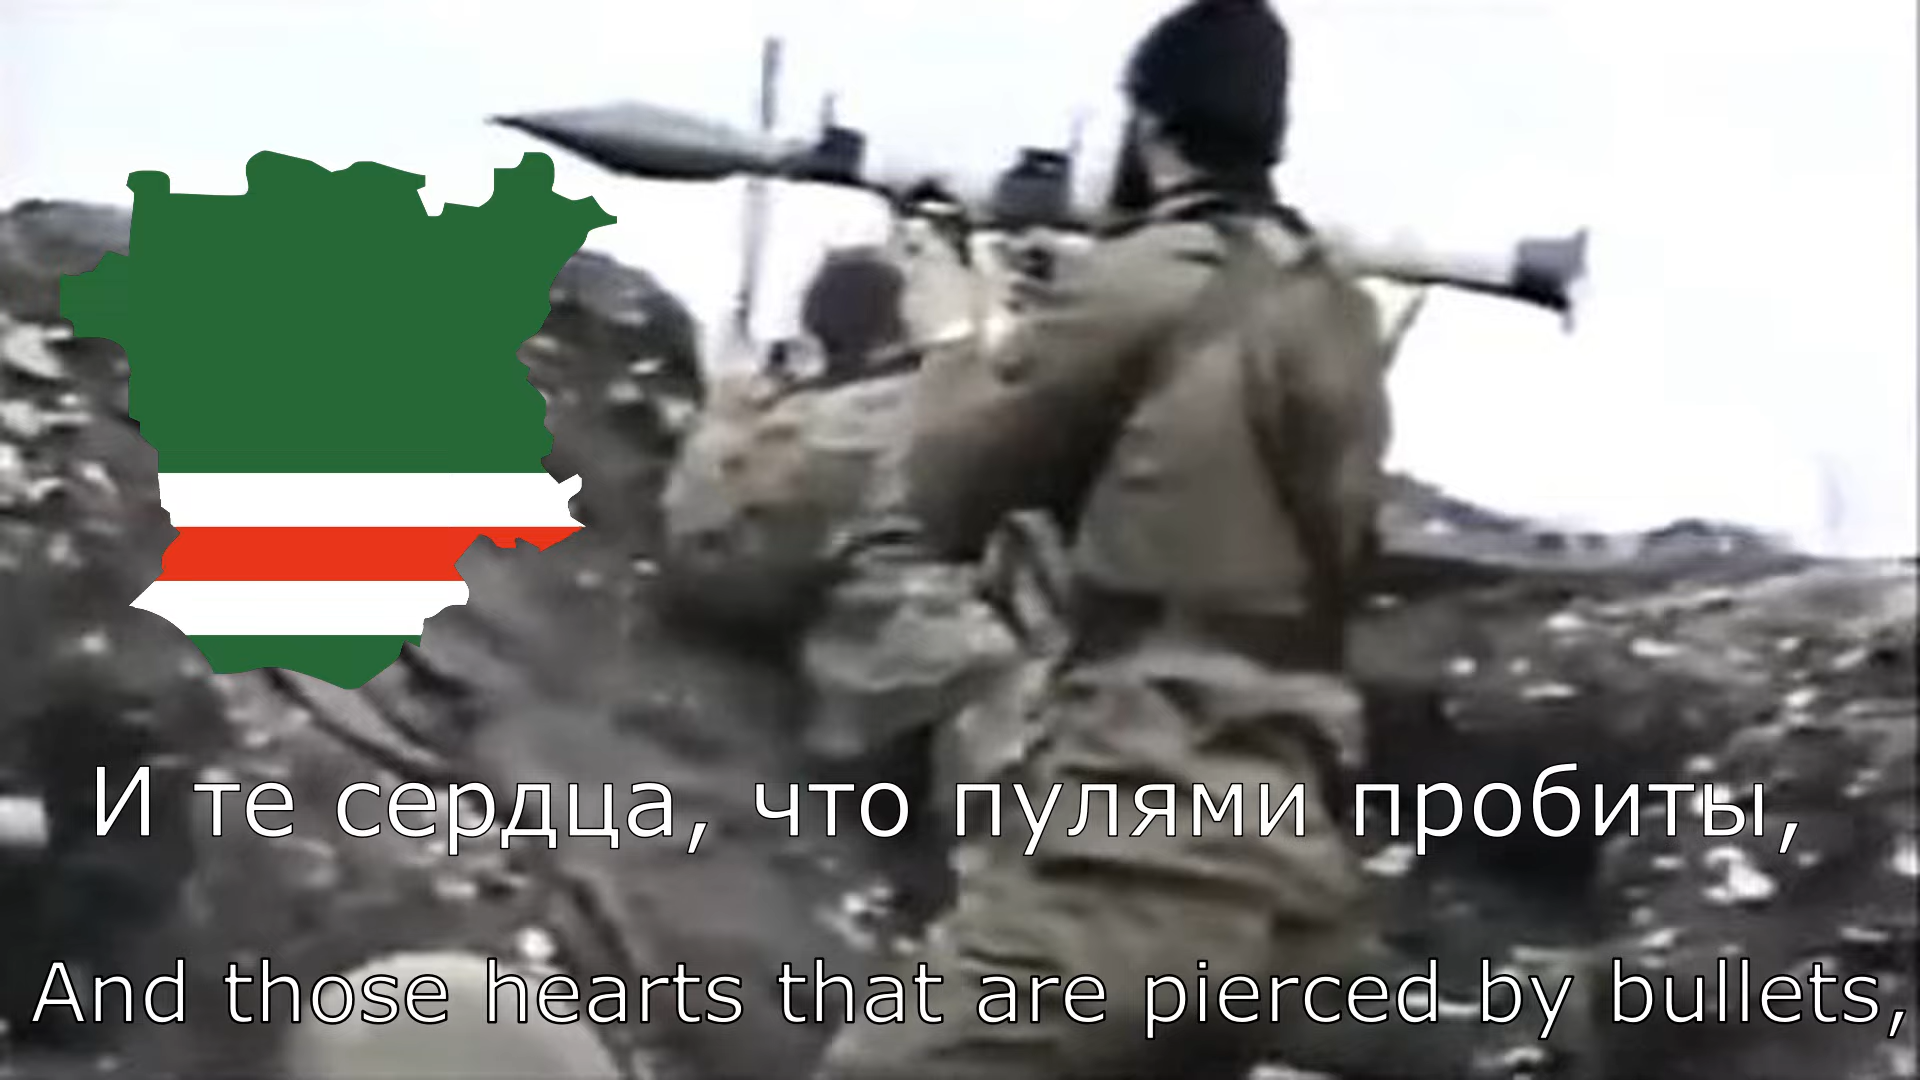 И те сердца, что пулями пробиты,
And those hearts that are pierced by bullets,